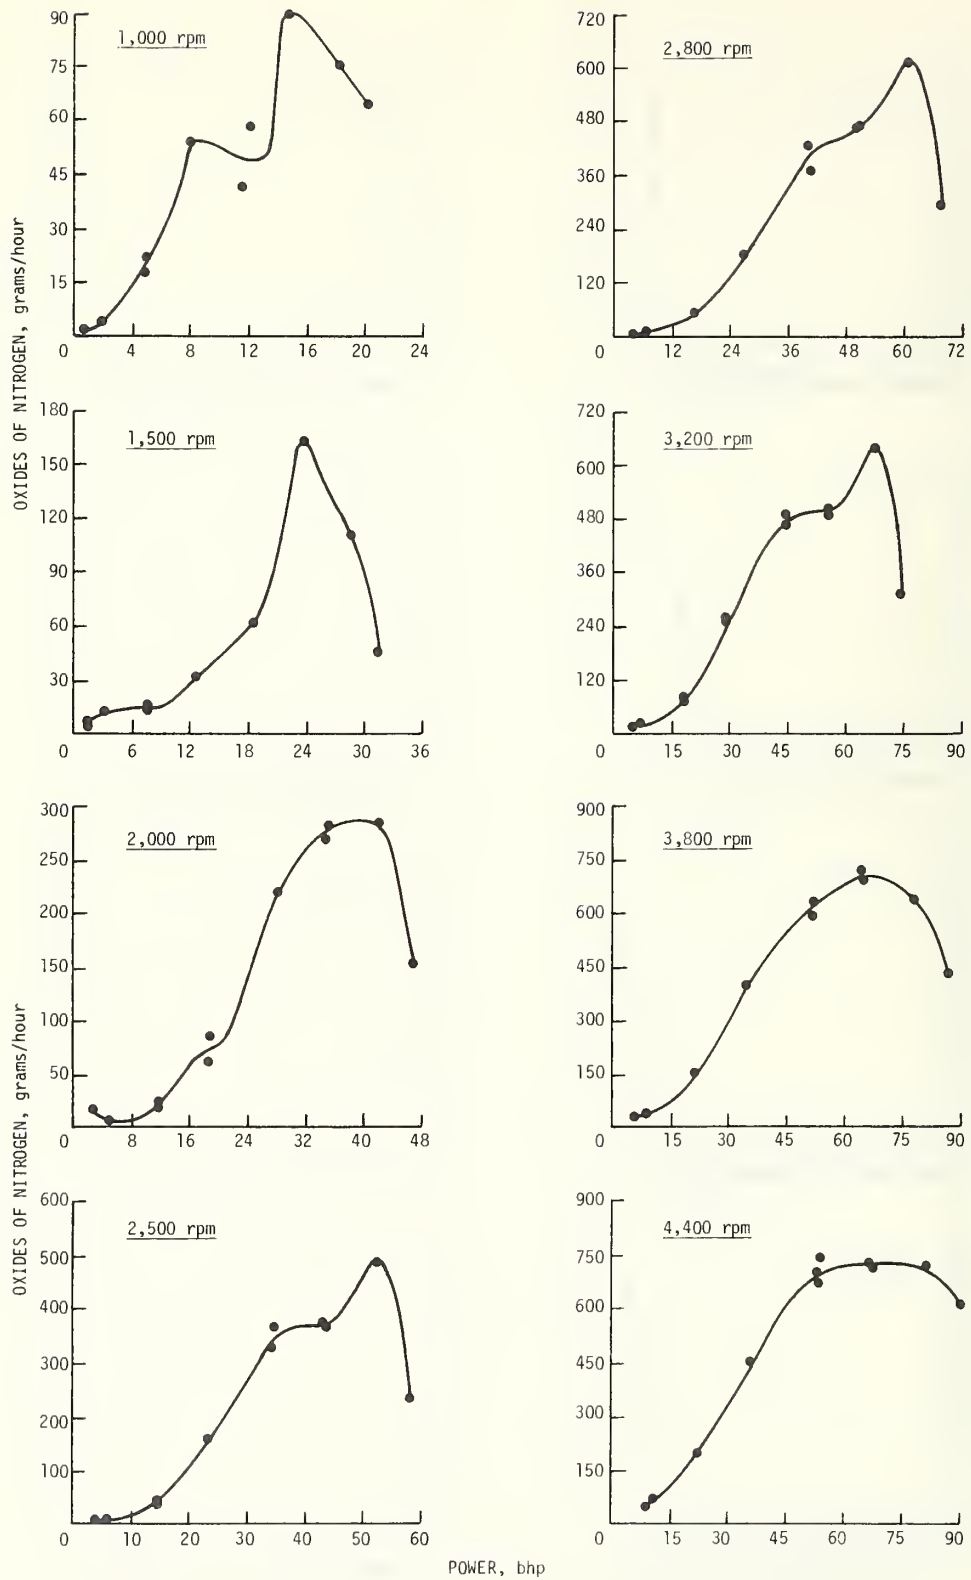 OXIDES OF NITROGEN, grams/hour
1,000 rpm
90
75
60
45
30
15
0 4 8 12 16 20 24
2,800 rpm
720
600
480
360
240
120
0 12 24 36 48 60 72
1,500 rpm
180
150
120
90
60
30
0 6 12 18 24 30 36
3,200 rpm
720
600
480
360
240
120
0 15 30 45 60 75 90
OXIDES OF NITROGEN, grams/hour
2,000 rpm
300
250
200
150
100
50
0 8 16 24 32 40 48
3,800 rpm
900
750
600
450
300
150
0 15 30 45 60 75 90
2,500 rpm
600
500
400
300
200
100
0 10 20 30 40 50 60
4,400 rpm
900
750
600
450
300
150
0 15 30 45 60 75 90
POWER, bhp